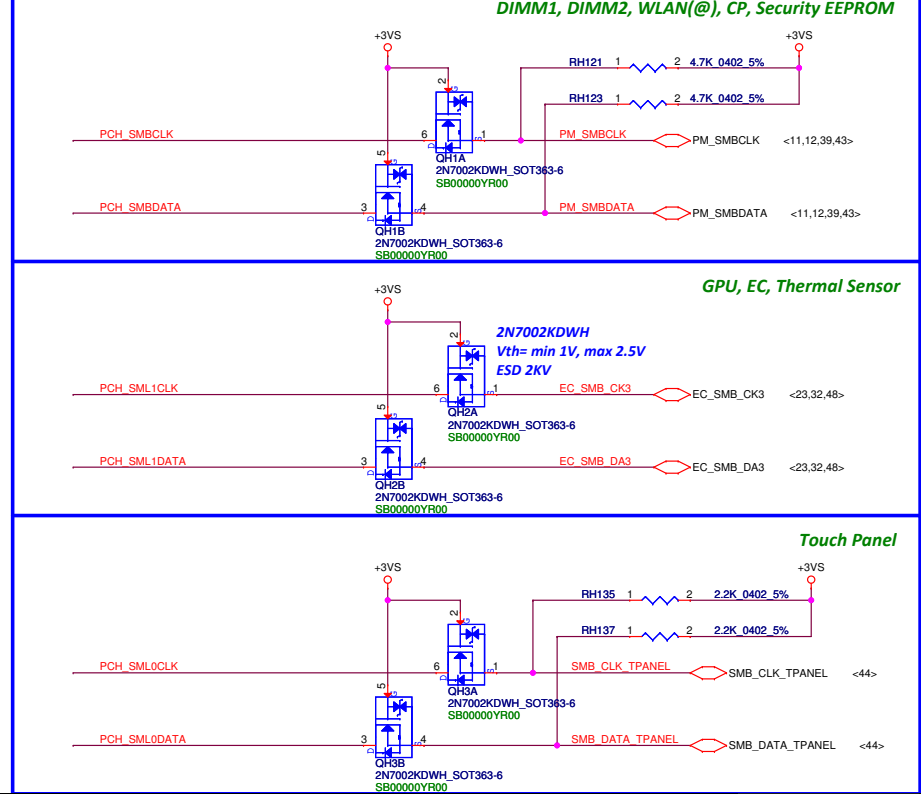 DIMM1, DIMM2, WLAN(@), CP, Security EEPROM
+3VS
+3VS
RH121 1 2 4.7K_0402_5%
RH123 1 2 4.7K_0402_5%
2
G
PCH_SMBCLK 6 1 PM_SMBCLK PM_SMBCLK <11,12,39,43>
D S
QH1A
2N7002KDWH_SOT363-6
SB00000YR00
5
G
PCH_SMBDATA 3 4 PM_SMBDATA PM_SMBDATA <11,12,39,43>
D S
QH1B
2N7002KDWH_SOT363-6
SB00000YR00
GPU, EC, Thermal Sensor
+3VS
2N7002KDWH
Vth= min 1V, max 2.5V
ESD 2KV
2
G
PCH_SML1CLK 6 1 EC_SMB_CK3 EC_SMB_CK3 <23,32,48>
D S
QH2A
2N7002KDWH_SOT363-6
SB00000YR00
5
G
PCH_SML1DATA 3 4 EC_SMB_DA3 EC_SMB_DA3 <23,32,48>
D S
QH2B
2N7002KDWH_SOT363-6
SB00000YR00
Touch Panel
+3VS
+3VS
RH135 1 2 2.2K_0402_5%
RH137 1 2 2.2K_0402_5%
2
G
PCH_SML0CLK 6 1 SMB_CLK_TPANEL SMB_CLK_TPANEL <44>
D S
QH3A
2N7002KDWH_SOT363-6
SB00000YR00
5
G
PCH_SML0DATA 3 4 SMB_DATA_TPANEL SMB_DATA_TPANEL <44>
D S
QH3B
2N7002KDWH_SOT363-6
SB00000YR00